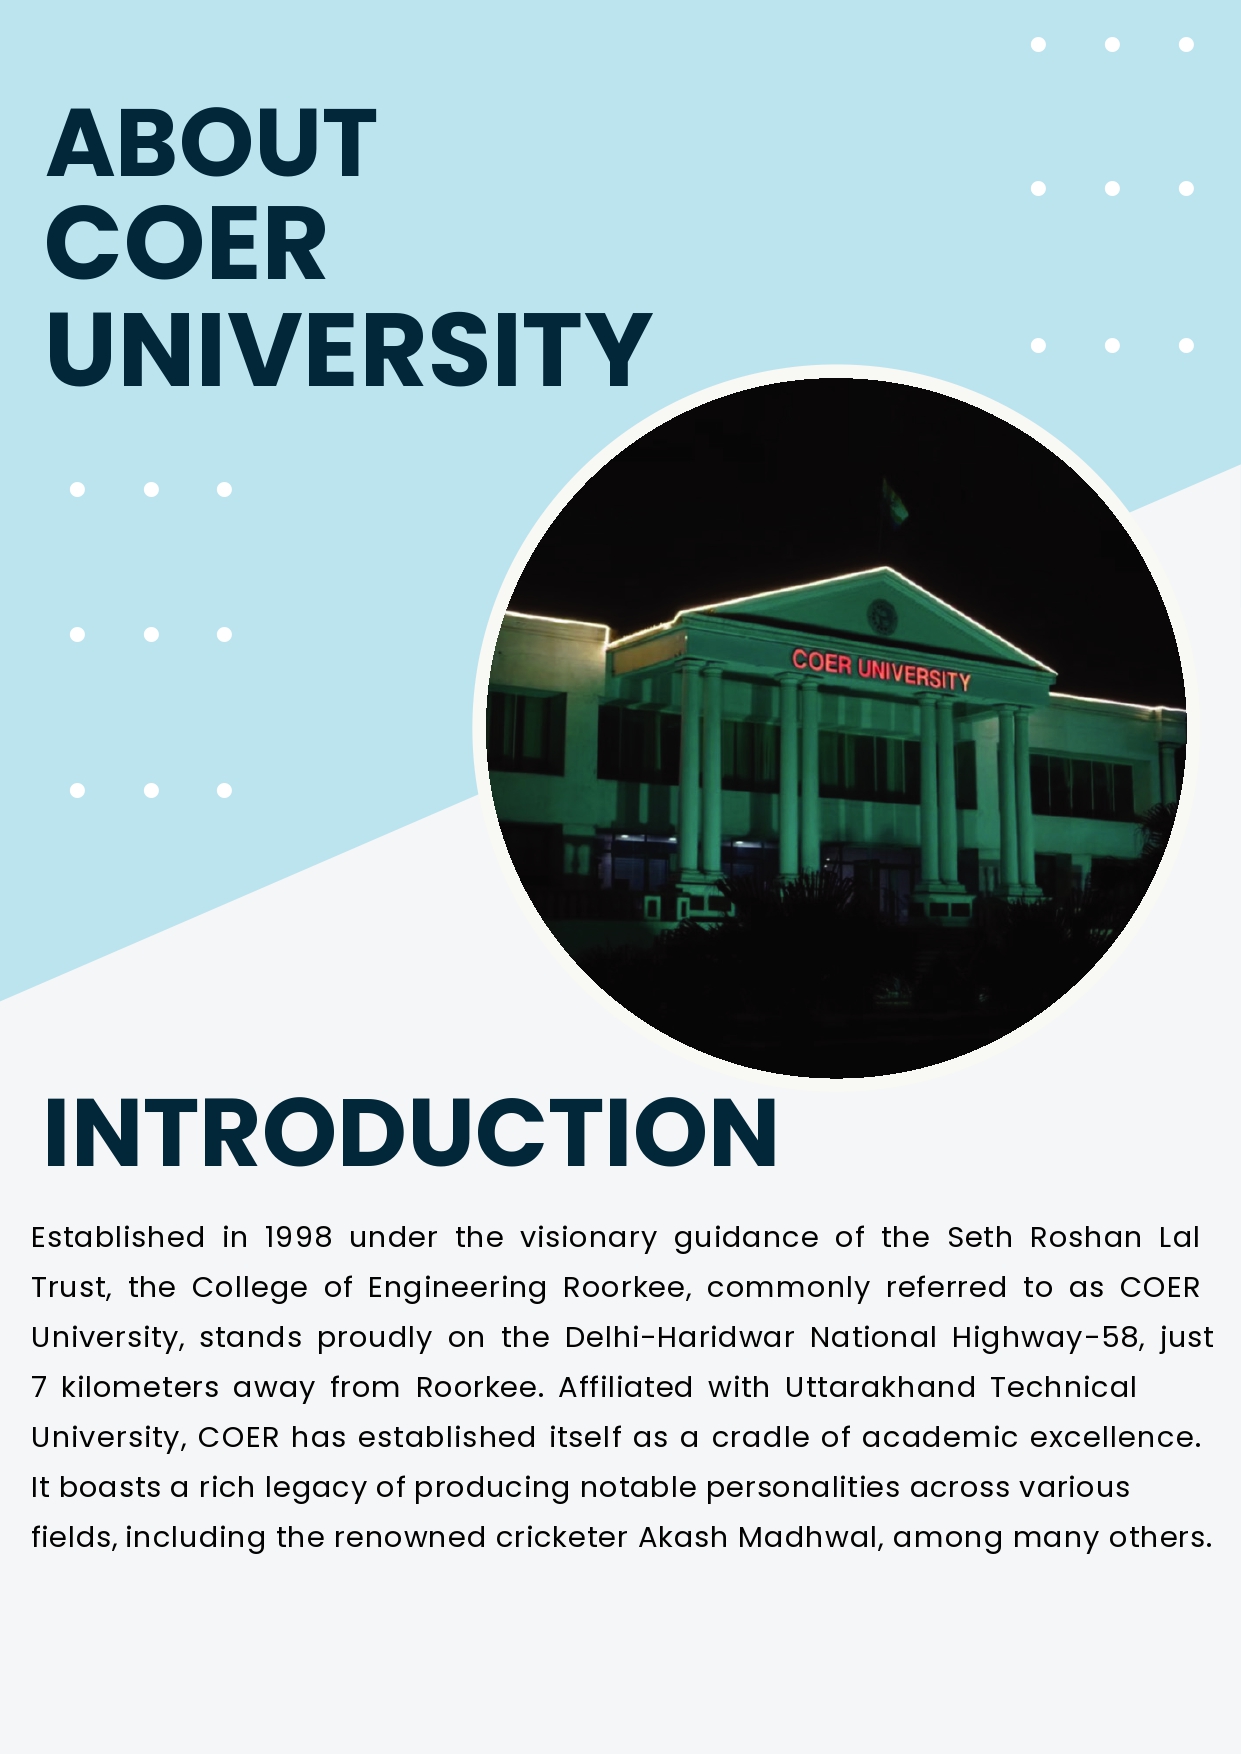 ABOUT
COER
UNIVERSITY
COER UNIVERSITY
INTRODUCTION
Established in 1998 under the visionary guidance of the Seth Roshan Lal
Trust, the College of Engineering Roorkee, commonly referred to as COER
University, stands proudly on the Delhi-Haridwar National Highway-58, just
7 kilometers away from Roorkee. Affiliated with Uttarakhand Technical
University, COER has established itself as a cradle of academic excellence.
It boasts a rich legacy of producing notable personalities across various
fields, including the renowned cricketer Akash Madhwal, among many others.